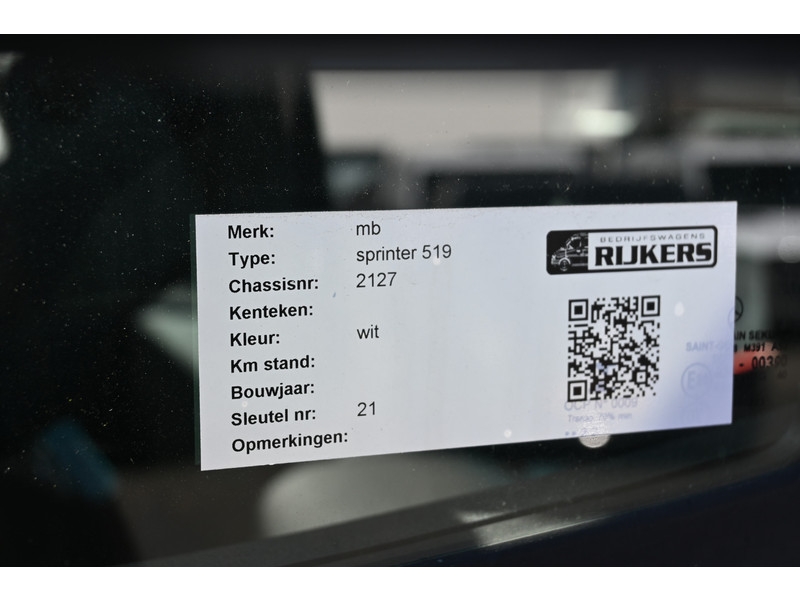 Merk: mb
Type: sprinter 519
Chassisnr: 2127
Kenteken:
Kleur: wit
Km stand:
Bouwjaar:
Sleutel nr: 21
Opmerkingen:
BEDRIJFSWAGENS
RIJKERS
M391